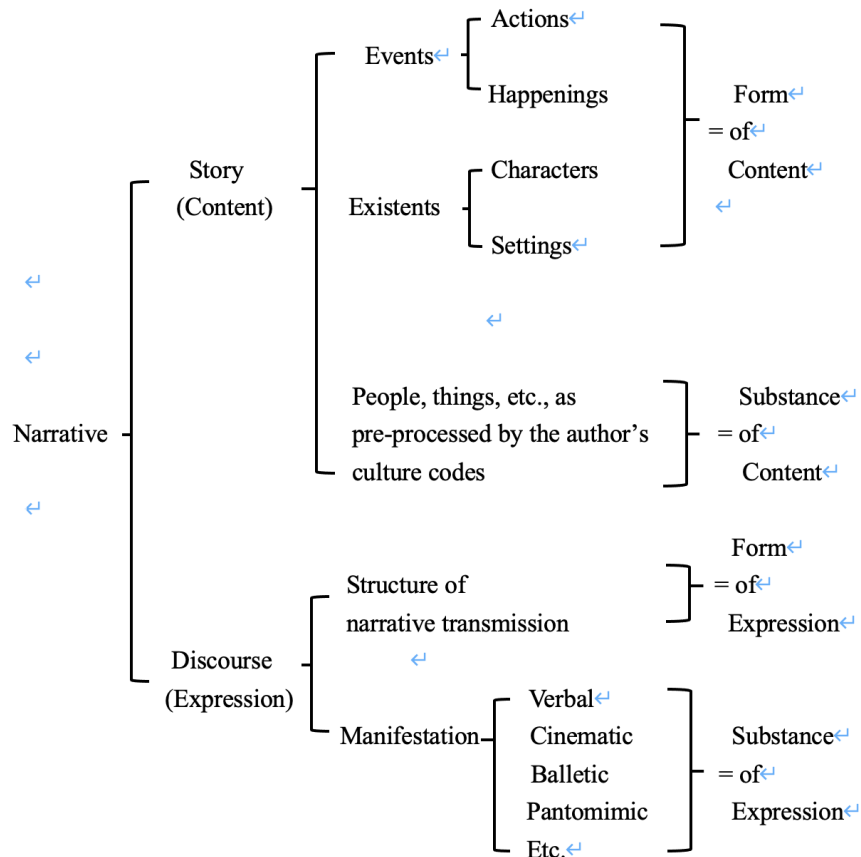 Actions
Events
Happenings
Form
= of
Content
Story
(Content)
Characters
Existents
Settings
People, things, etc., as
pre-processed by the author’s
culture codes
Substance
= of
Content
Narrative
Structure of
narrative transmission
Form
= of
Expression
Discourse
(Expression)
Manifestation
Verbal
Cinematic
Balletic
Pantomimic
Etc.
Substance
= of
Expression